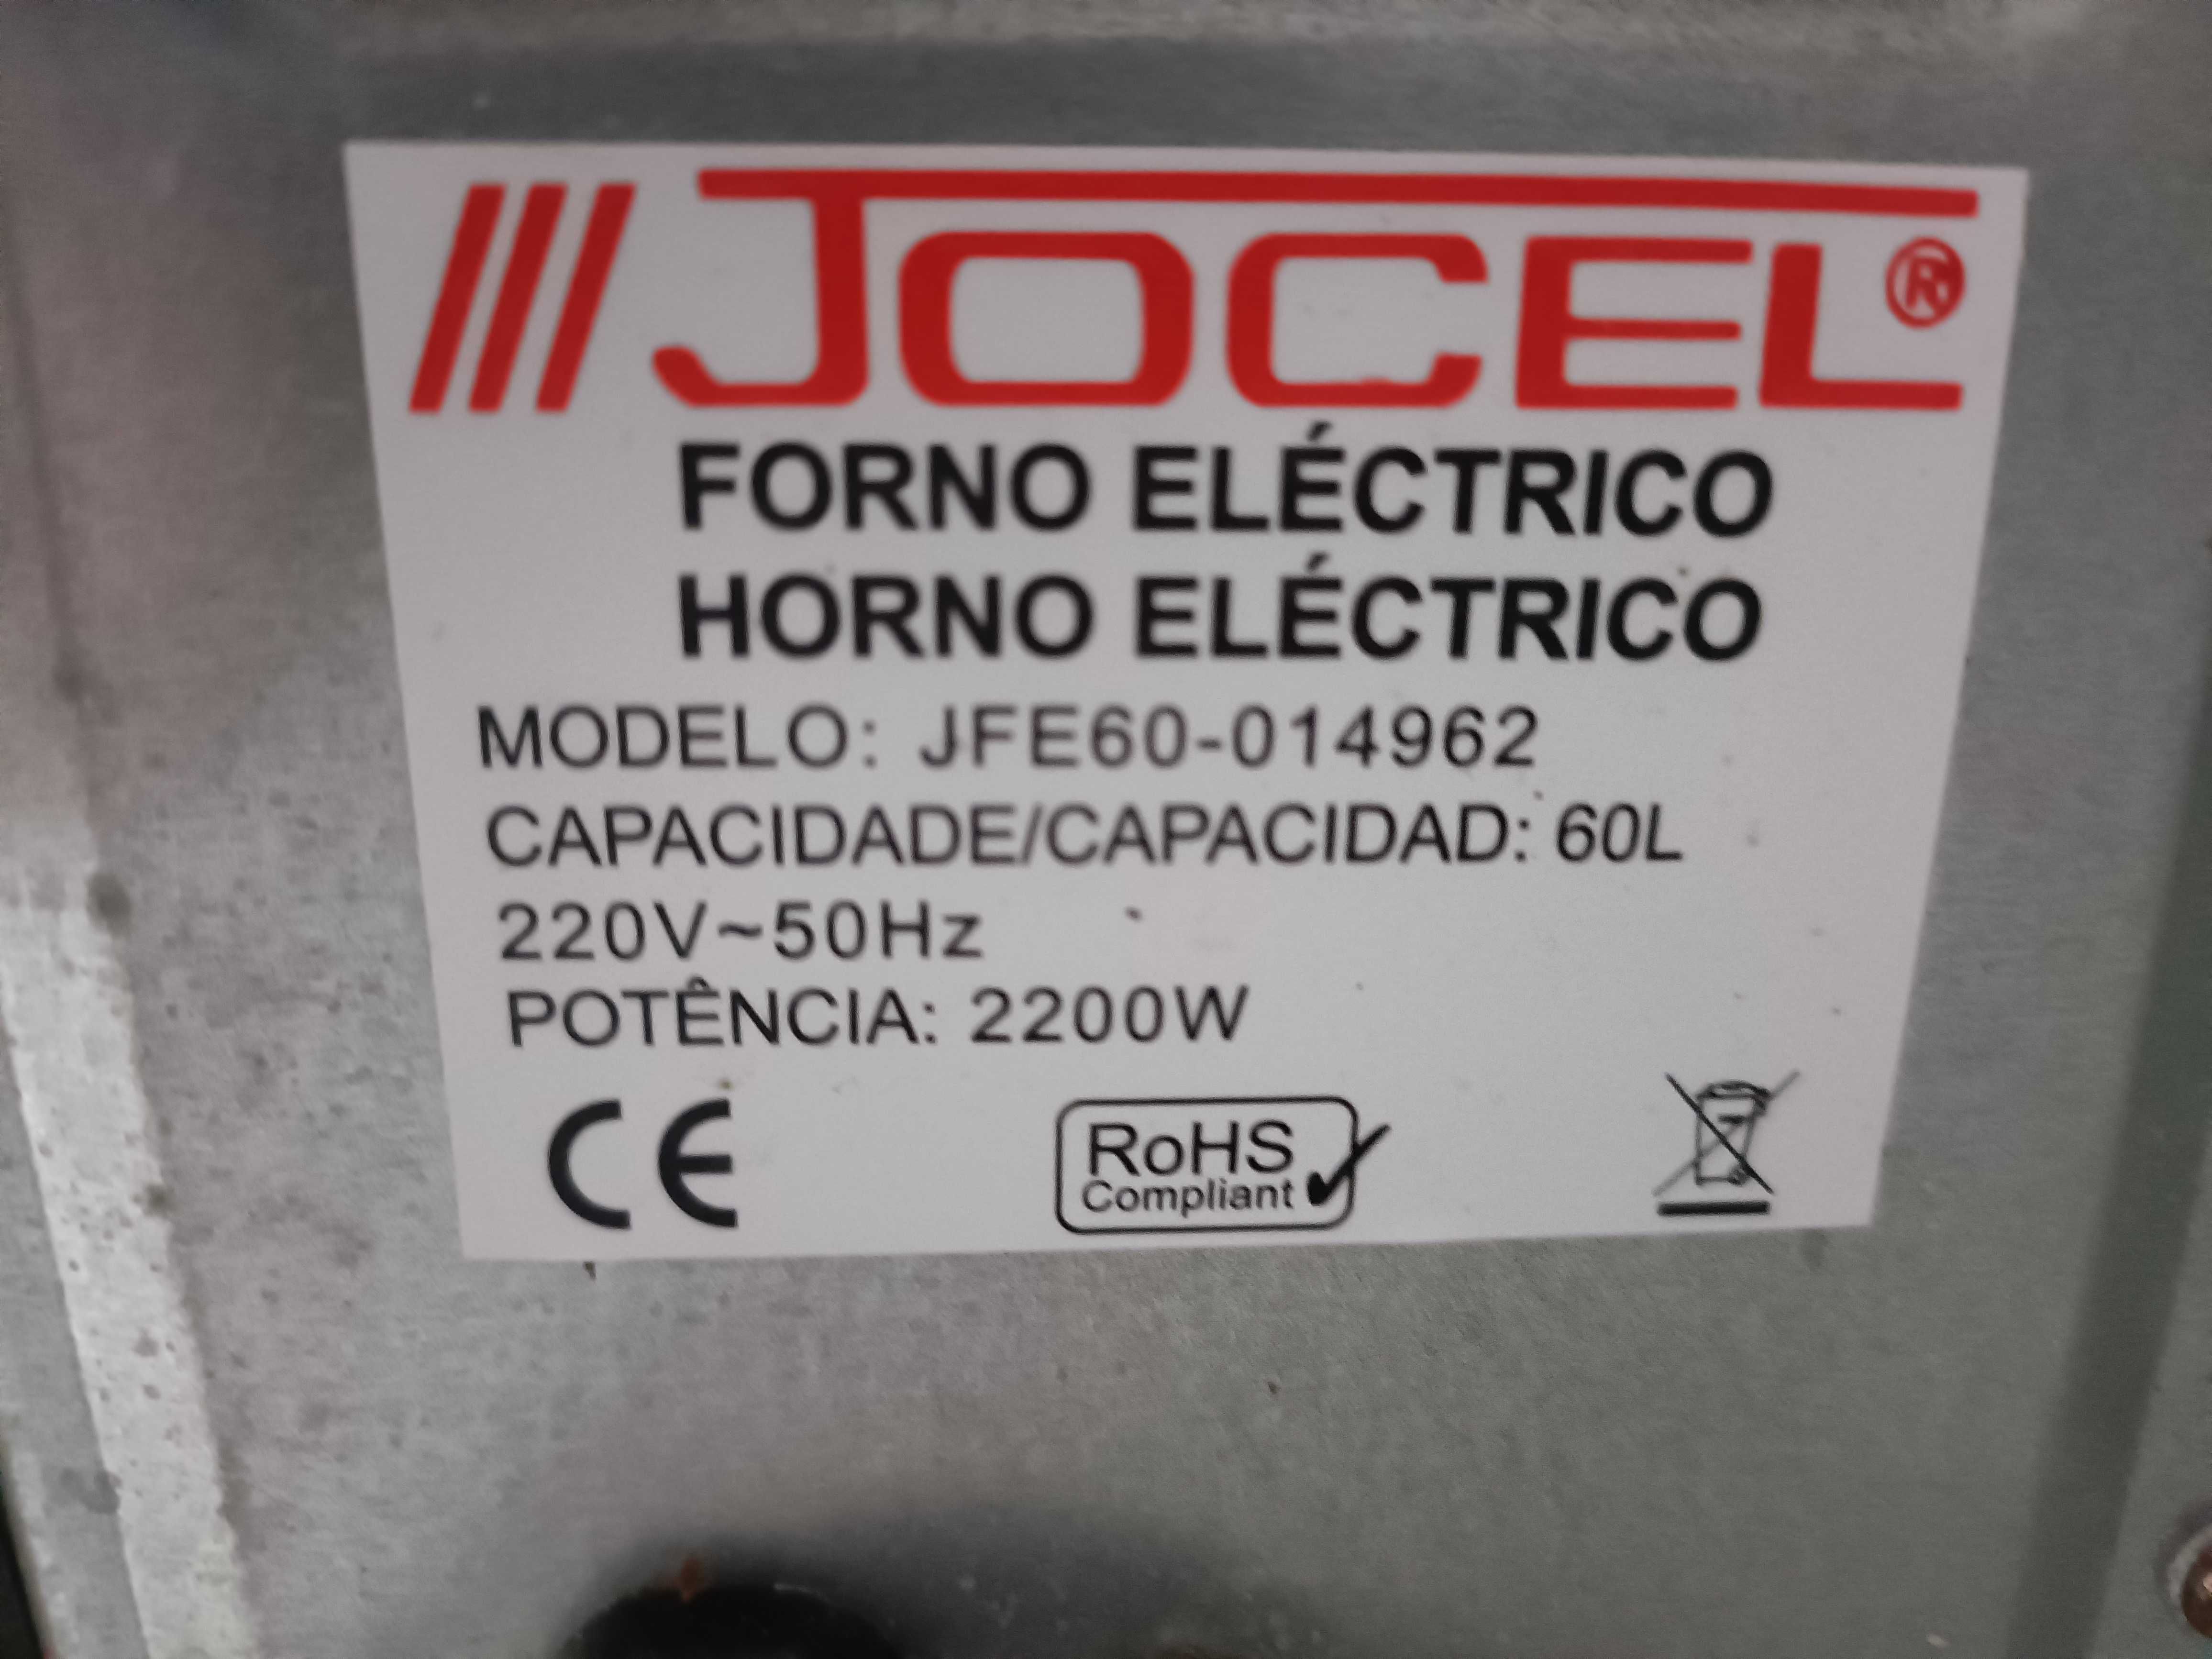 JOCEL®
FORNO ELÉCTRICO
HORNO ELÉCTRICO
MODELO: JFE60-014962
CAPACIDADE/CAPACIDAD: 60L
220V~50Hz
POTÊNCIA: 2200W
CE
RoHS
Compliant